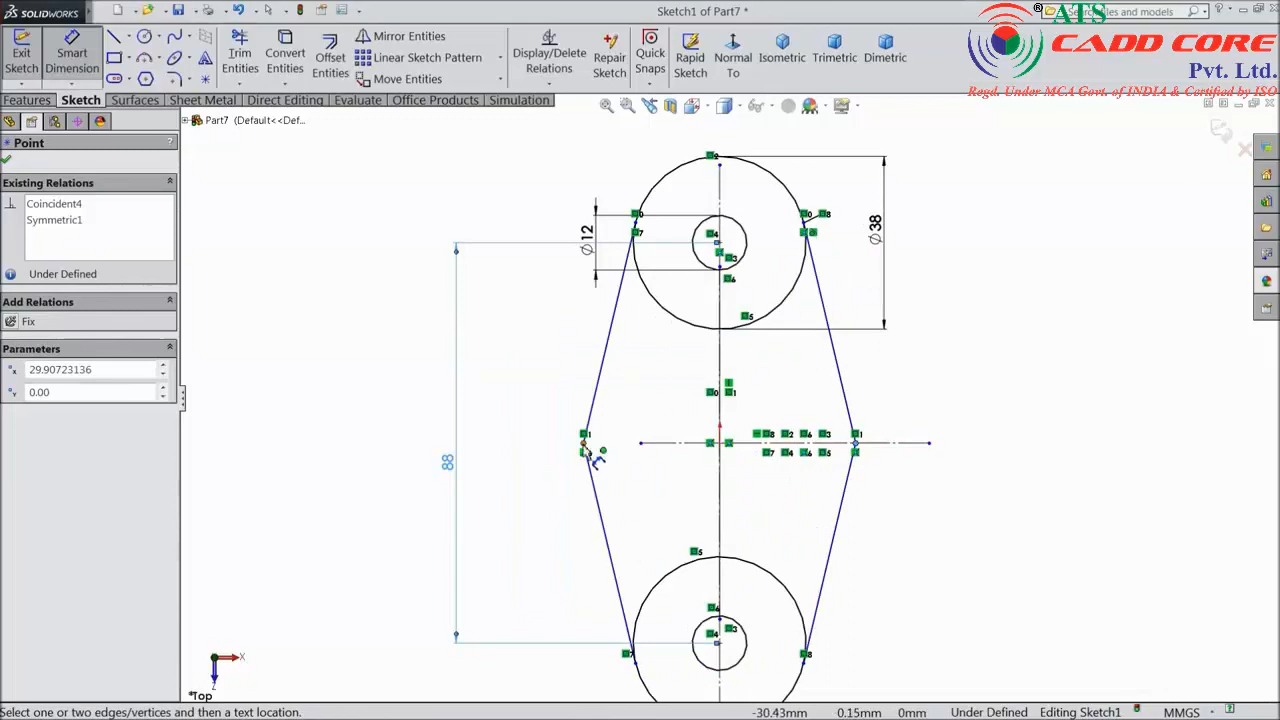 SOLIDWORKS
Sketch1 of Part7 *
files and models
ATS
CADD CORE
Pvt. Ltd.
Regd. Under MCA Govt. of INDIA & Certified by ISO
Exit Sketch
Smart Dimension
Trim Entities
Convert Entities
Offset Entities
Mirror Entities
Linear Sketch Pattern
Move Entities
Display/Delete Relations
Repair Sketch
Quick Snaps
Rapid Sketch
Normal To
Isometric
Trimetric
Dimetric
Features
Sketch
Surfaces
Sheet Metal
Direct Editing
Evaluate
Office Products
Simulation
Part7 (Default<<Def...
Point
Existing Relations
Coincident4
Symmetric1
Under Defined
Add Relations
Fix
Parameters
29.90723136
0.00
Ø12
Ø38
88
X
Z
*Top
Select one or two edges/vertices and then a text location.
-30.43mm
0.15mm
0mm
Under Defined
Editing Sketch1
MMGS